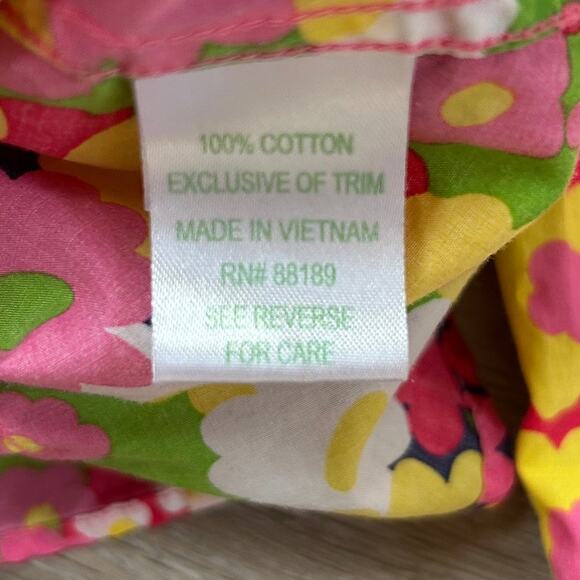 100% COTTON
EXCLUSIVE OF TRIM
MADE IN VIETNAM
RN# 88189
SEE REVERSE
FOR CARE